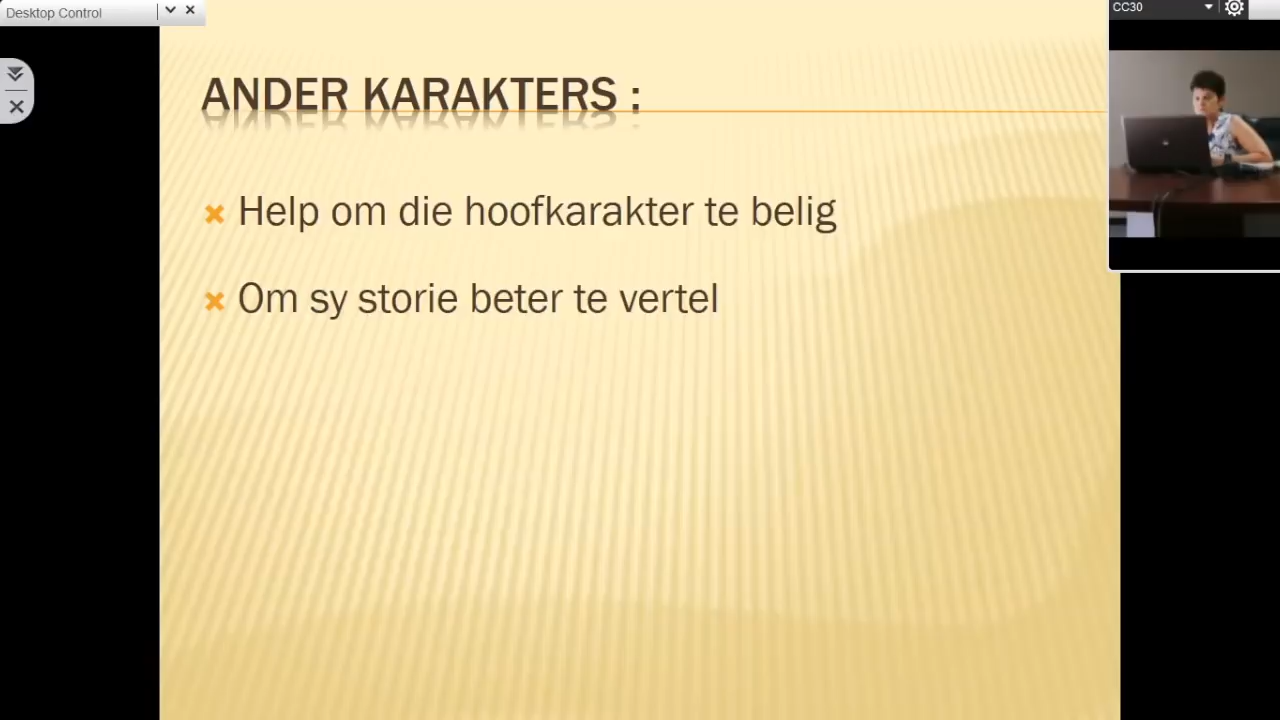 Desktop Control
CC30
ANDER KARAKTERS :
Help om die hoofkarakter te belig
Om sy storie beter te vertel